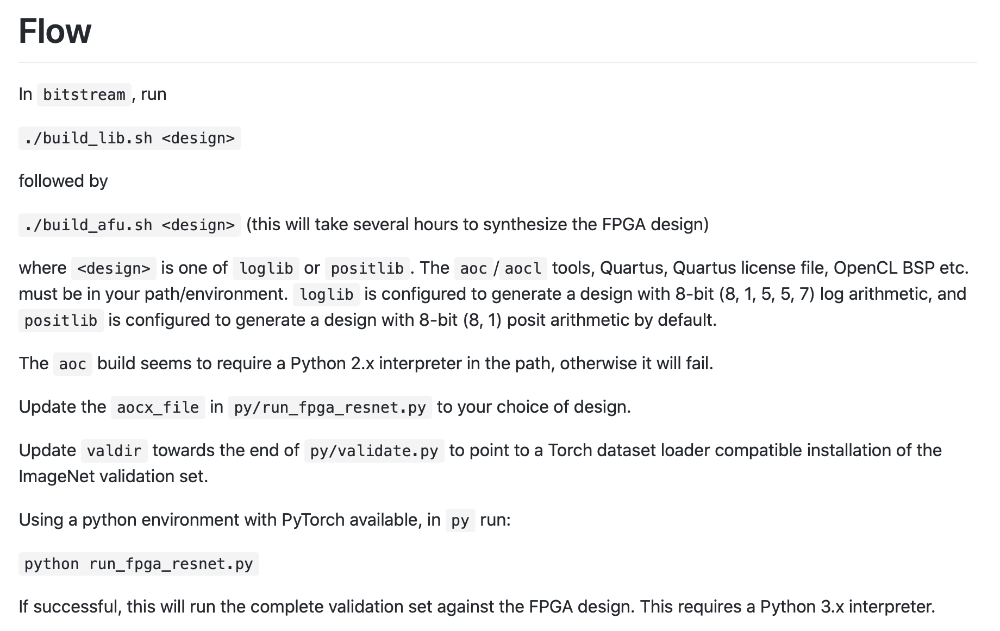 Flow
In bitstream, run
./build_lib.sh <design>
followed by
./build_afu.sh <design> (this will take several hours to synthesize the FPGA design)
where <design> is one of loglib or positlib. The aoc/aocl tools, Quartus, Quartus license file, OpenCL BSP etc.
must be in your path/environment. loglib is configured to generate a design with 8-bit (8, 1, 5, 5, 7) log arithmetic, and
positlib is configured to generate a design with 8-bit (8, 1) posit arithmetic by default.
The aoc build seems to require a Python 2.x interpreter in the path, otherwise it will fail.
Update the aocx_file in py/run_fpga_resnet.py to your choice of design.
Update valdir towards the end of py/validate.py to point to a Torch dataset loader compatible installation of the
ImageNet validation set.
Using a python environment with PyTorch available, in py run:
python run_fpga_resnet.py
If successful, this will run the complete validation set against the FPGA design. This requires a Python 3.x interpreter.